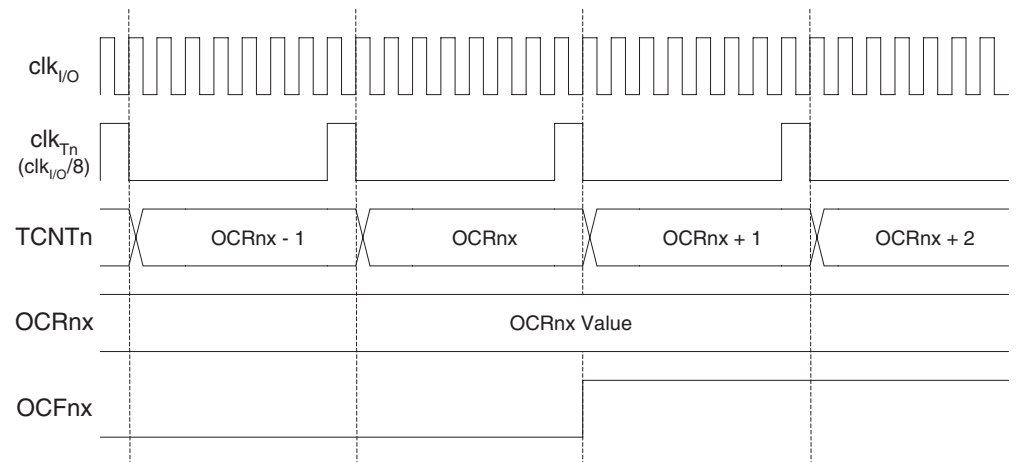 clkI/O
clkTn
(clkI/O/8)
TCNTn
OCRnx - 1
OCRnx
OCRnx + 1
OCRnx + 2
OCRnx
OCRnx Value
OCFnx